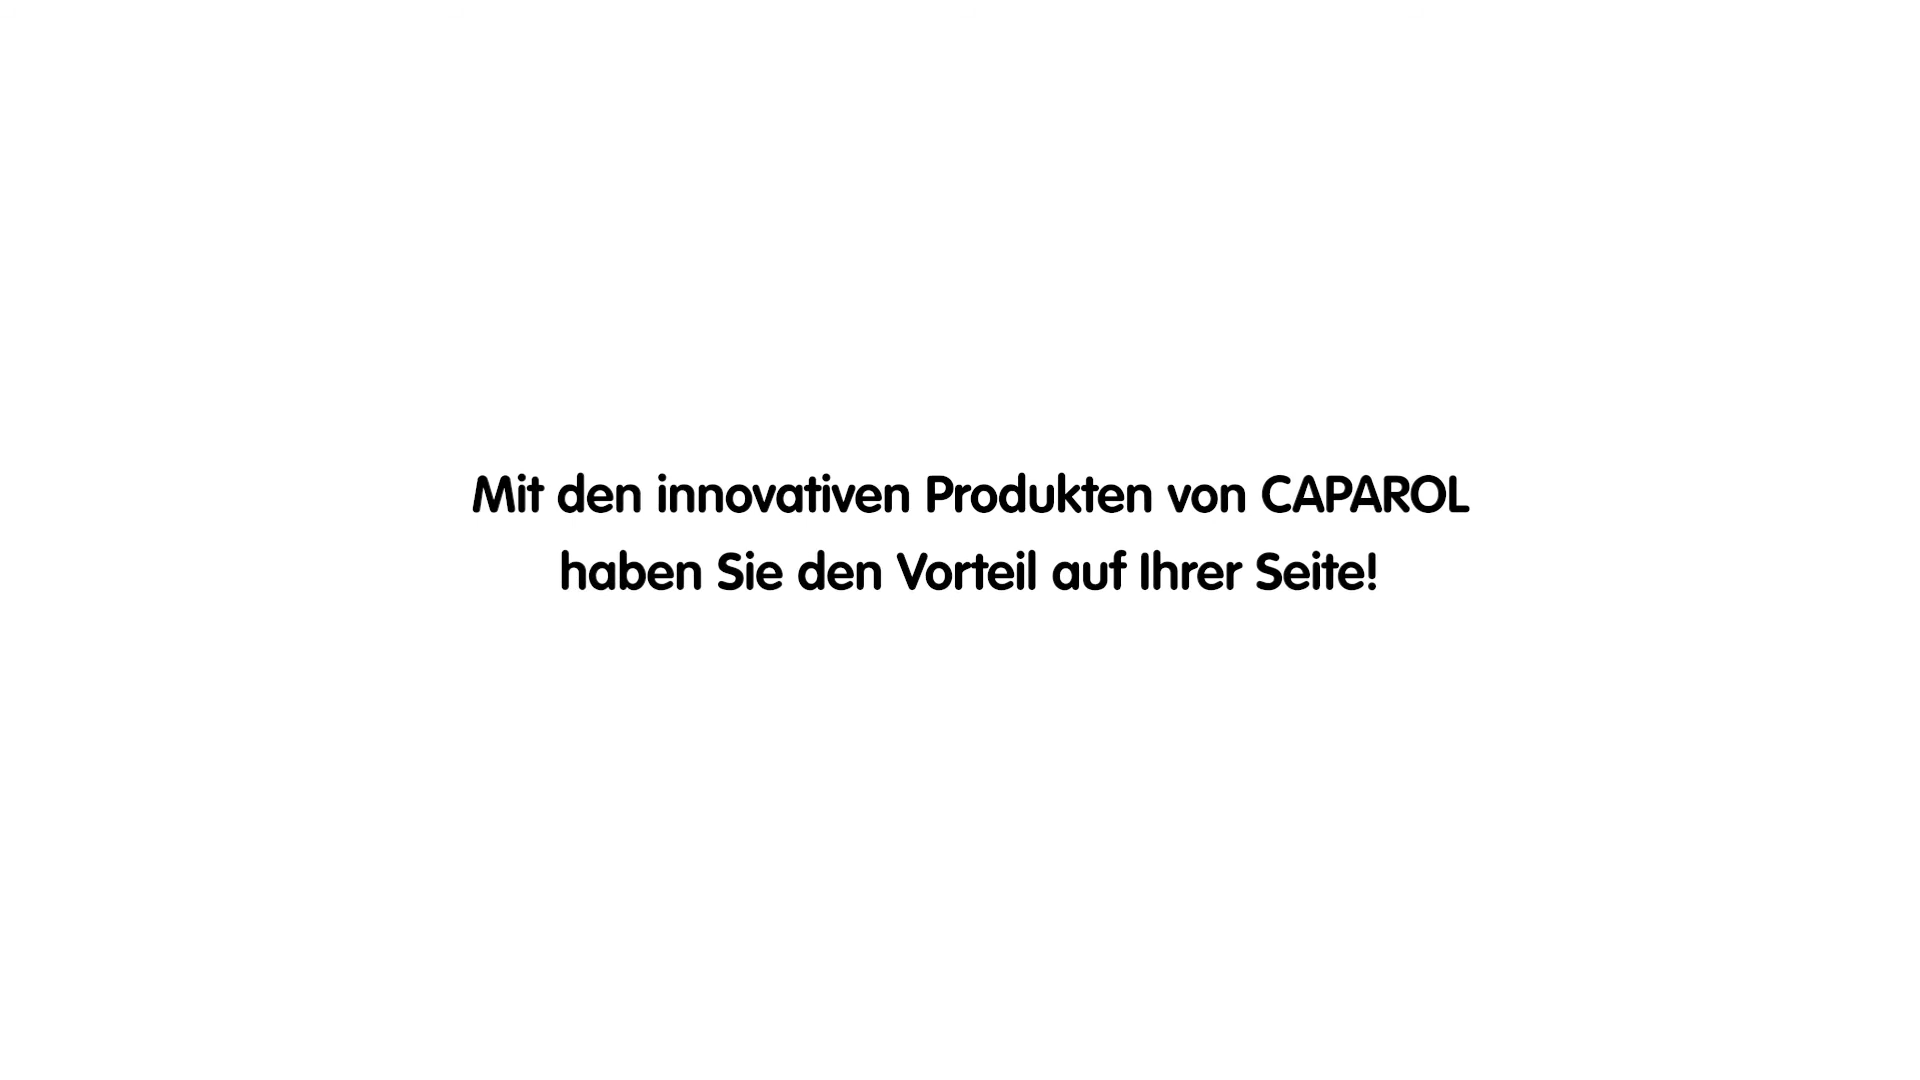 Mit den innovativen Produkten von CAPAROL
haben Sie den Vorteil auf Ihrer Seite!